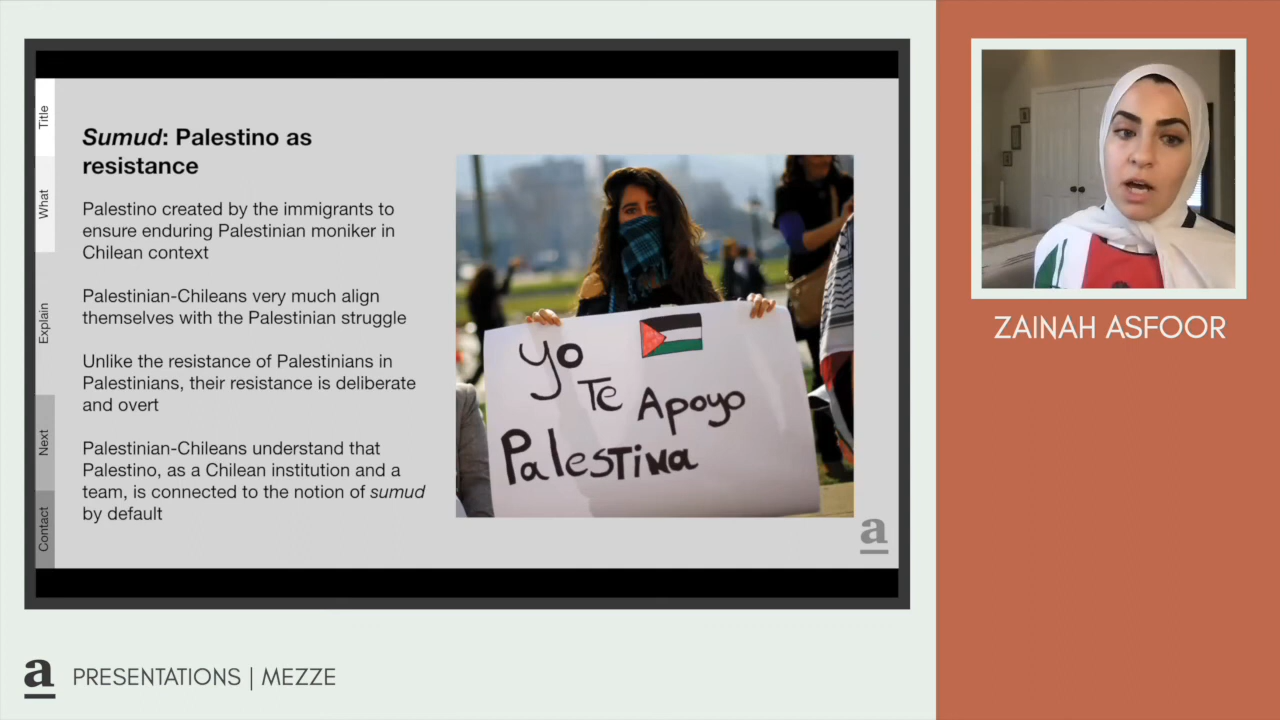 Title
What
Explain
Next
Contact
Sumud: Palestino as
resistance
Palestino created by the immigrants to
ensure enduring Palestinian moniker in
Chilean context
Palestinian-Chileans very much align
themselves with the Palestinian struggle
Unlike the resistance of Palestinians in
Palestinians, their resistance is deliberate
and overt
Palestinian-Chileans understand that
Palestino, as a Chilean institution and a
team, is connected to the notion of sumud
by default
yo
Te Apoyo
Palestina
a
ZAINAH ASFOOR
a PRESENTATIONS | MEZZE